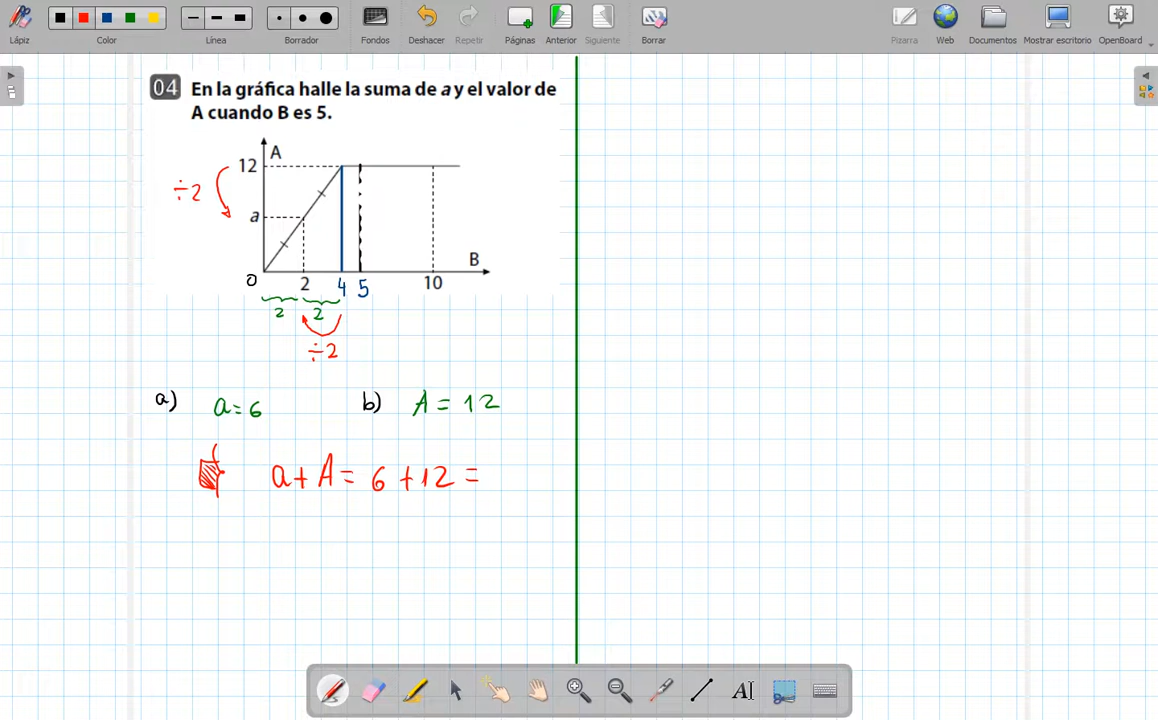 Lápiz Color Línea Borrador Fondos Deshacer Repetir Páginas Anterior Siguiente Borrar Pizarra Web Documentos Mostrar escritorio OpenBoard
04 En la gráfica halle la suma de a y el valor de
A cuando B es 5.
A
12
÷2
a
B
0 2 4 5 10
2 2
÷2
a) a=6 b) A = 12
a+A = 6 +12 =
A